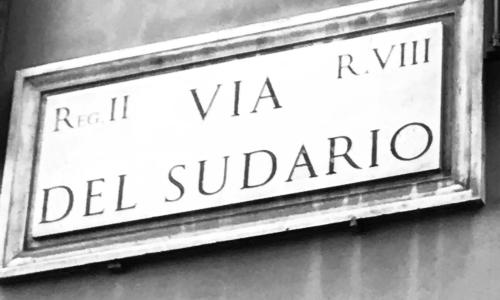 REG. II VIA R. VIII
DEL SUDARIO